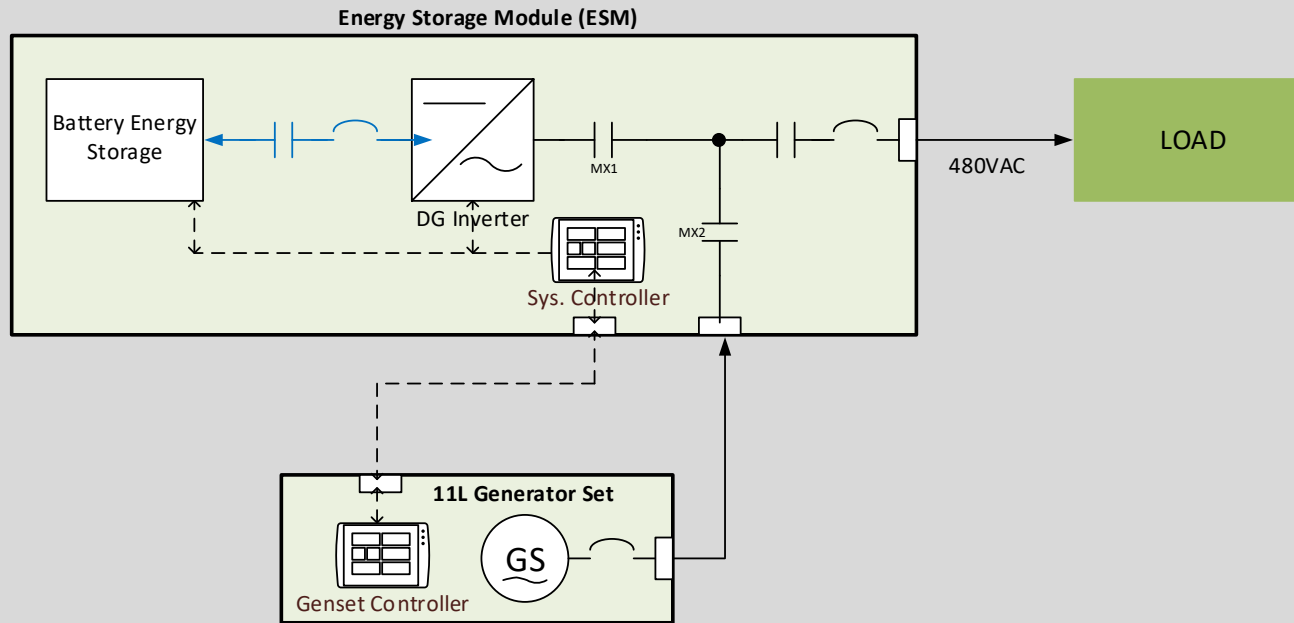 Energy Storage Module (ESM)
Battery Energy
Storage
DG Inverter
MX1
MX2
480VAC
LOAD
Sys. Controller
11L Generator Set
GS
Genset Controller